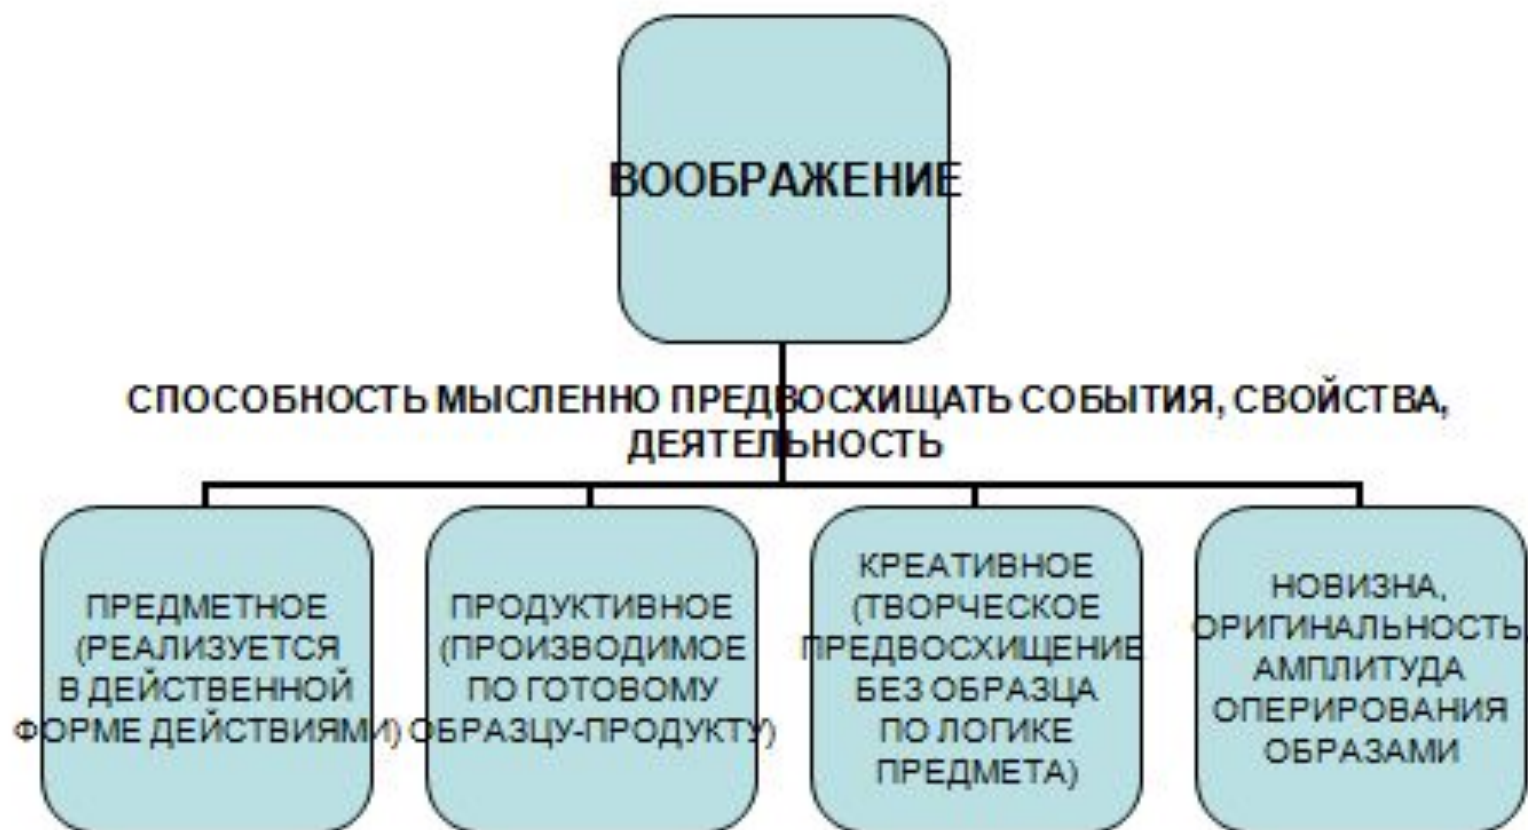 ВООБРАЖЕНИЕ
СПОСОБНОСТЬ МЫСЛЕННО ПРЕДВОСХИЩАТЬ СОБЫТИЯ, СВОЙСТВА,
ДЕЯТЕЛЬНОСТЬ
ПРЕДМЕТНОЕ
(РЕАЛИЗУЕТСЯ
В ДЕЙСТВЕННОЙ
ФОРМЕ ДЕЙСТВИЯМИ)
ПРОДУКТИВНОЕ
(ПРОИЗВОДИМОЕ
ПО ГОТОВОМУ
ОБРАЗЦУ-ПРОДУКТУ)
КРЕАТИВНОЕ
(ТВОРЧЕСКОЕ
ПРЕДВОСХИЩЕНИЕ
БЕЗ ОБРАЗЦА
ПО ЛОГИКЕ
ПРЕДМЕТА)
НОВИЗНА,
ОРИГИНАЛЬНОСТЬ,
АМПЛИТУДА
ОПЕРИРОВАНИЯ
ОБРАЗАМИ